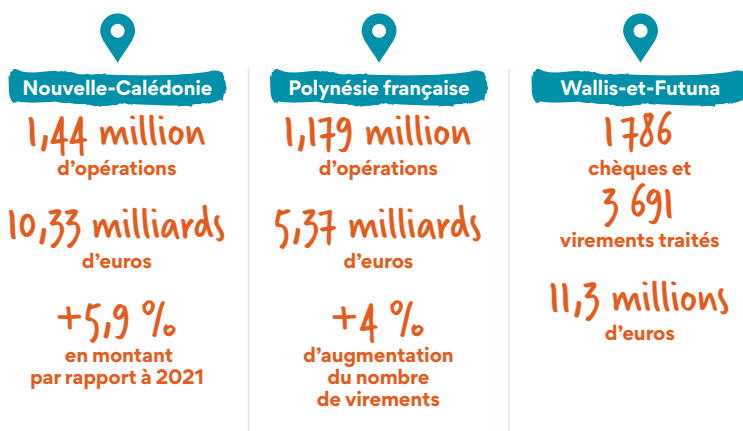 Nouvelle-Calédonie
1,44 million
d’opérations
10,33 milliards
d’euros
+5,9 %
en montant
par rapport à 2021
Polynésie française
1,179 million
d’opérations
5,37 milliards
d’euros
+4 %
d’augmentation
du nombre
de virements
Wallis-et-Futuna
1 786
chèques et
3 691
virements traités
11,3 millions
d’euros